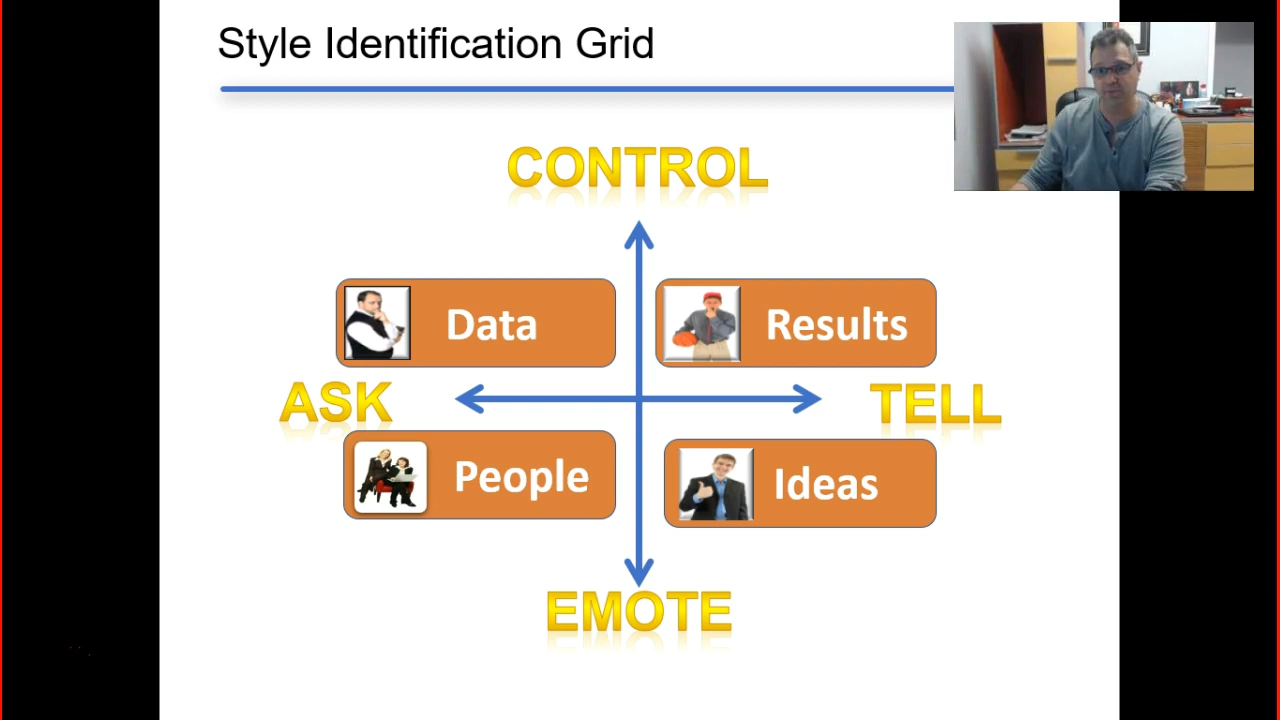 Style Identification Grid
CONTROL
Data
Results
ASK
TELL
People
Ideas
EMOTE